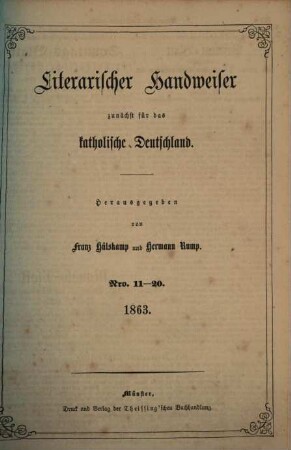 Literarischer Handweiser
zunächst für das
katholische Deutschland.
Herausgegeben
von
Franz Hülskamp und Hermann Rump.
Nro. 11—20.
1863.
Münster,
Druck und Verlag der Theissing'schen Buchhandlung.